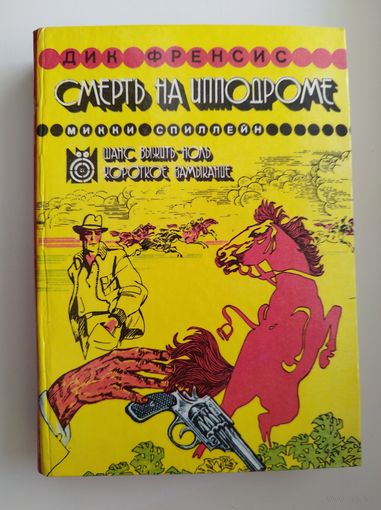 ДИК ФРЕНСИС
СМЕРТЬ НА ИППОДРОМЕ
МИККИ СПИЛЛЕЙН
ШАНС ВЫЖИТЬ-НОЛЬ
КОРОТКОЕ ЗАМЫКАНИЕ